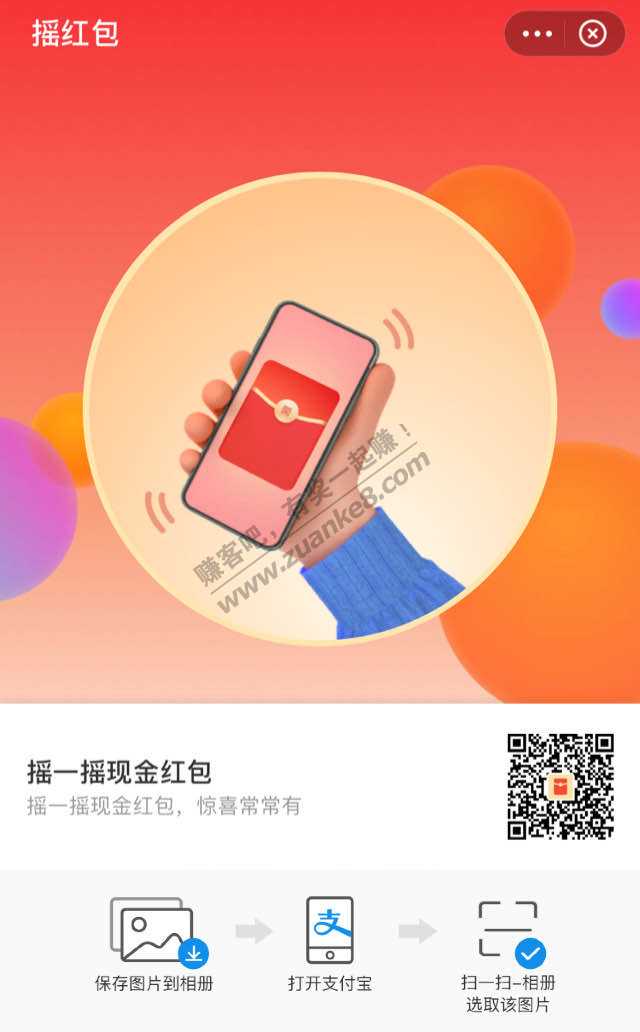 摇红包
赚客吧，有奖一起赚！
www.zuanke8.com
摇一摇现金红包
摇一摇现金红包，惊喜常常有
支
保存图片到相册
打开支付宝
扫一扫-相册
选取该图片